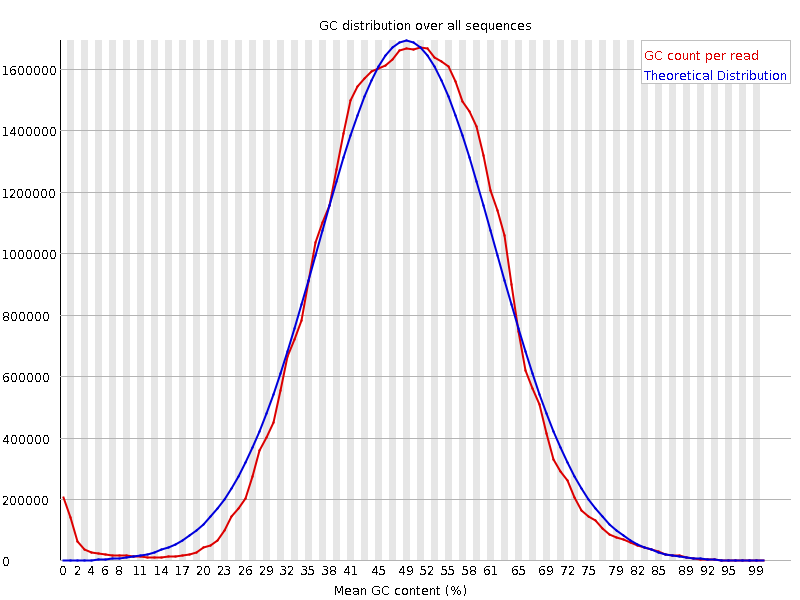 GC distribution over all sequences
GC count per read
Theoretical Distribution
1600000
1400000
1200000
1000000
800000
600000
400000
200000
0
0 2 4 6 8 11 14 17 20 23 26 29 32 35 38 41 45 49 52 55 58 61 65 69 72 75 79 82 85 89 92 95 99
Mean GC content (%)